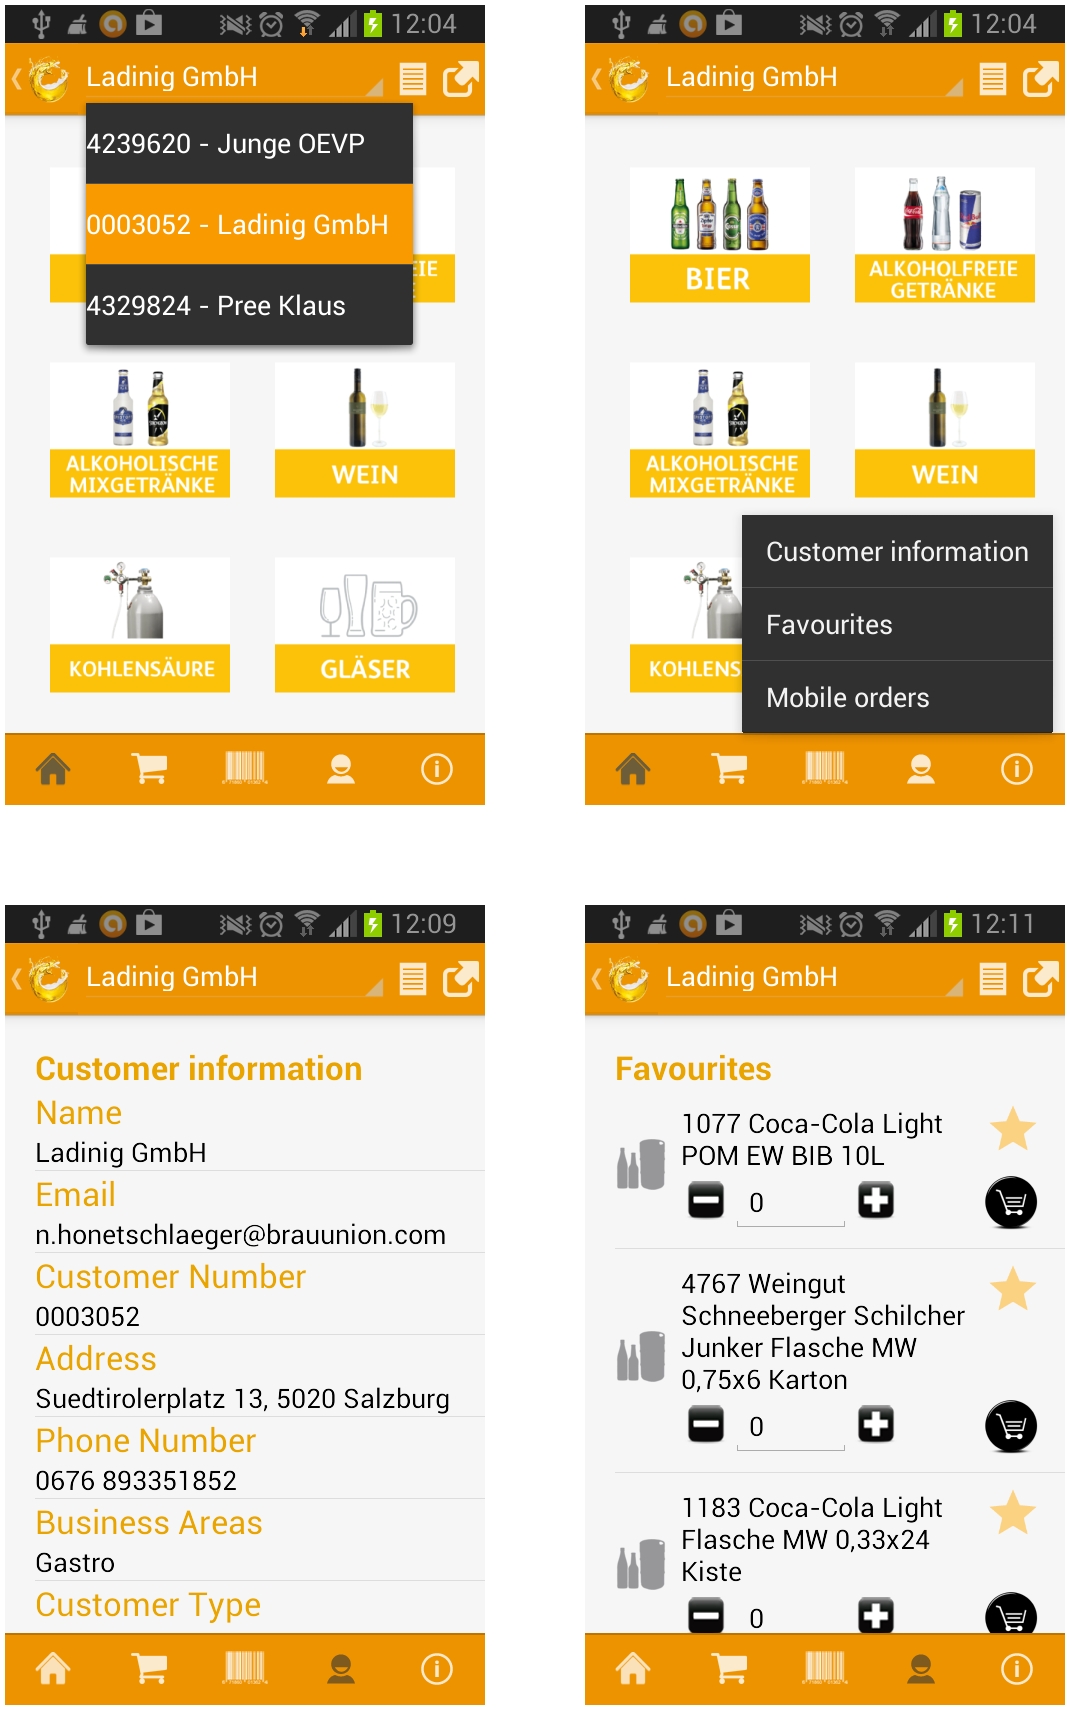 12:04
Ladinig GmbH
4239620 - Junge OEVP
0003052 - Ladinig GmbH
4329824 - Pree Klaus
EIE
ALKOHOLISCHE
MIXGETRÄNKE
WEIN
KOHLENSÄURE
GLÄSER
12:04
Ladinig GmbH
BIER
ALKOHOLFREIE
GETRÄNKE
ALKOHOLISCHE
MIXGETRÄNKE
WEIN
KOHLENS
Customer information
Favourites
Mobile orders
12:09
Ladinig GmbH
Customer information
Name
Ladinig GmbH
Email
n.honetschlaeger@brauunion.com
Customer Number
0003052
Address
Suedtirolerplatz 13, 5020 Salzburg
Phone Number
0676 893351852
Business Areas
Gastro
Customer Type
12:11
Ladinig GmbH
Favourites
1077 Coca-Cola Light
POM EW BIB 10L
0
4767 Weingut
Schneeberger Schilcher
Junker Flasche MW
0,75x6 Karton
0
1183 Coca-Cola Light
Flasche MW 0,33x24
Kiste
0